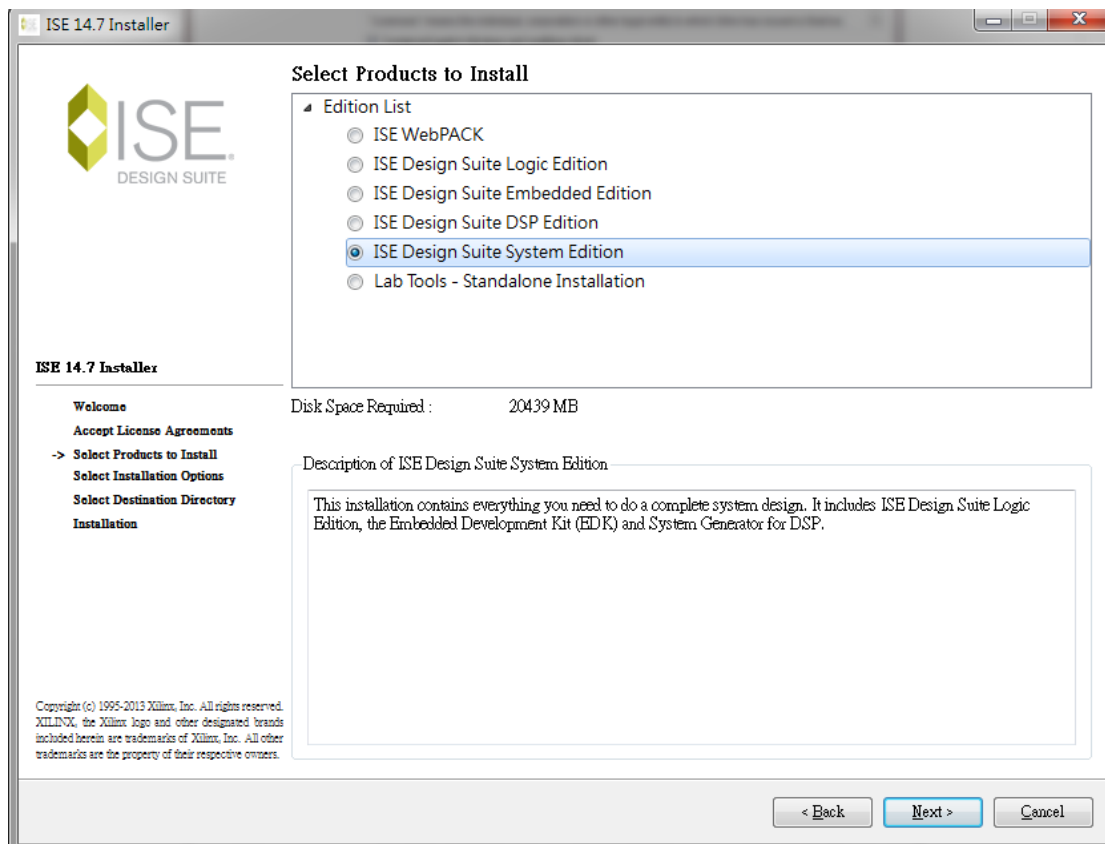 ISE 14.7 Installer
ISE®
DESIGN SUITE
Select Products to Install
Edition List
ISE WebPACK
ISE Design Suite Logic Edition
ISE Design Suite Embedded Edition
ISE Design Suite DSP Edition
ISE Design Suite System Edition
Lab Tools - Standalone Installation
ISE 14.7 Installer
Welcome
Accept License Agreements
-> Select Products to Install
Select Installation Options
Select Destination Directory
Installation
Disk Space Required : 20439 MB
Description of ISE Design Suite System Edition
This installation contains everything you need to do a complete system design. It includes ISE Design Suite Logic
Edition, the Embedded Development Kit (EDK) and System Generator for DSP.
Copyright (c) 1995-2013 Xilinx, Inc. All rights reserved.
XILINX, the Xilinx logo and other designated brands
included herein are trademarks of Xilinx, Inc. All other
trademarks are the property of their respective owners.
< Back Next > Cancel